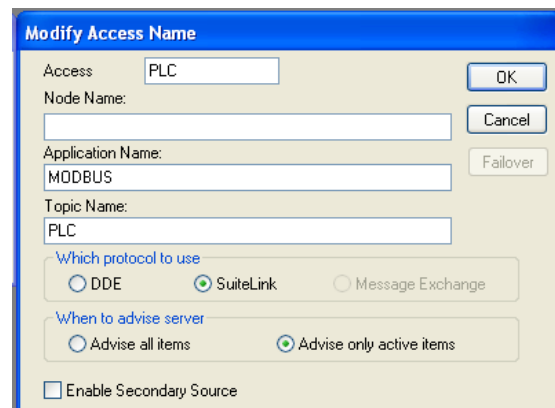 Modify Access Name
Access PLC
OK
Node Name:
Cancel
Application Name:
Failover
MODBUS
Topic Name:
PLC
Which protocol to use
DDE SuiteLink Message Exchange
When to advise server
Advise all items Advise only active items
Enable Secondary Source